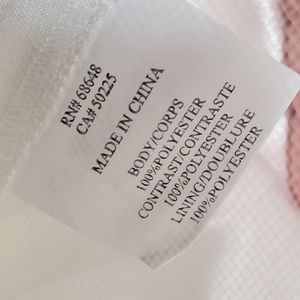 RN# 68648
CA# 50225
MADE IN CHINA
BODY/CORPS
100%POLYESTER
CONTRAST/CONTRASTE
100%POLYESTER
LINING/DOUBLURE
100%POLYESTER